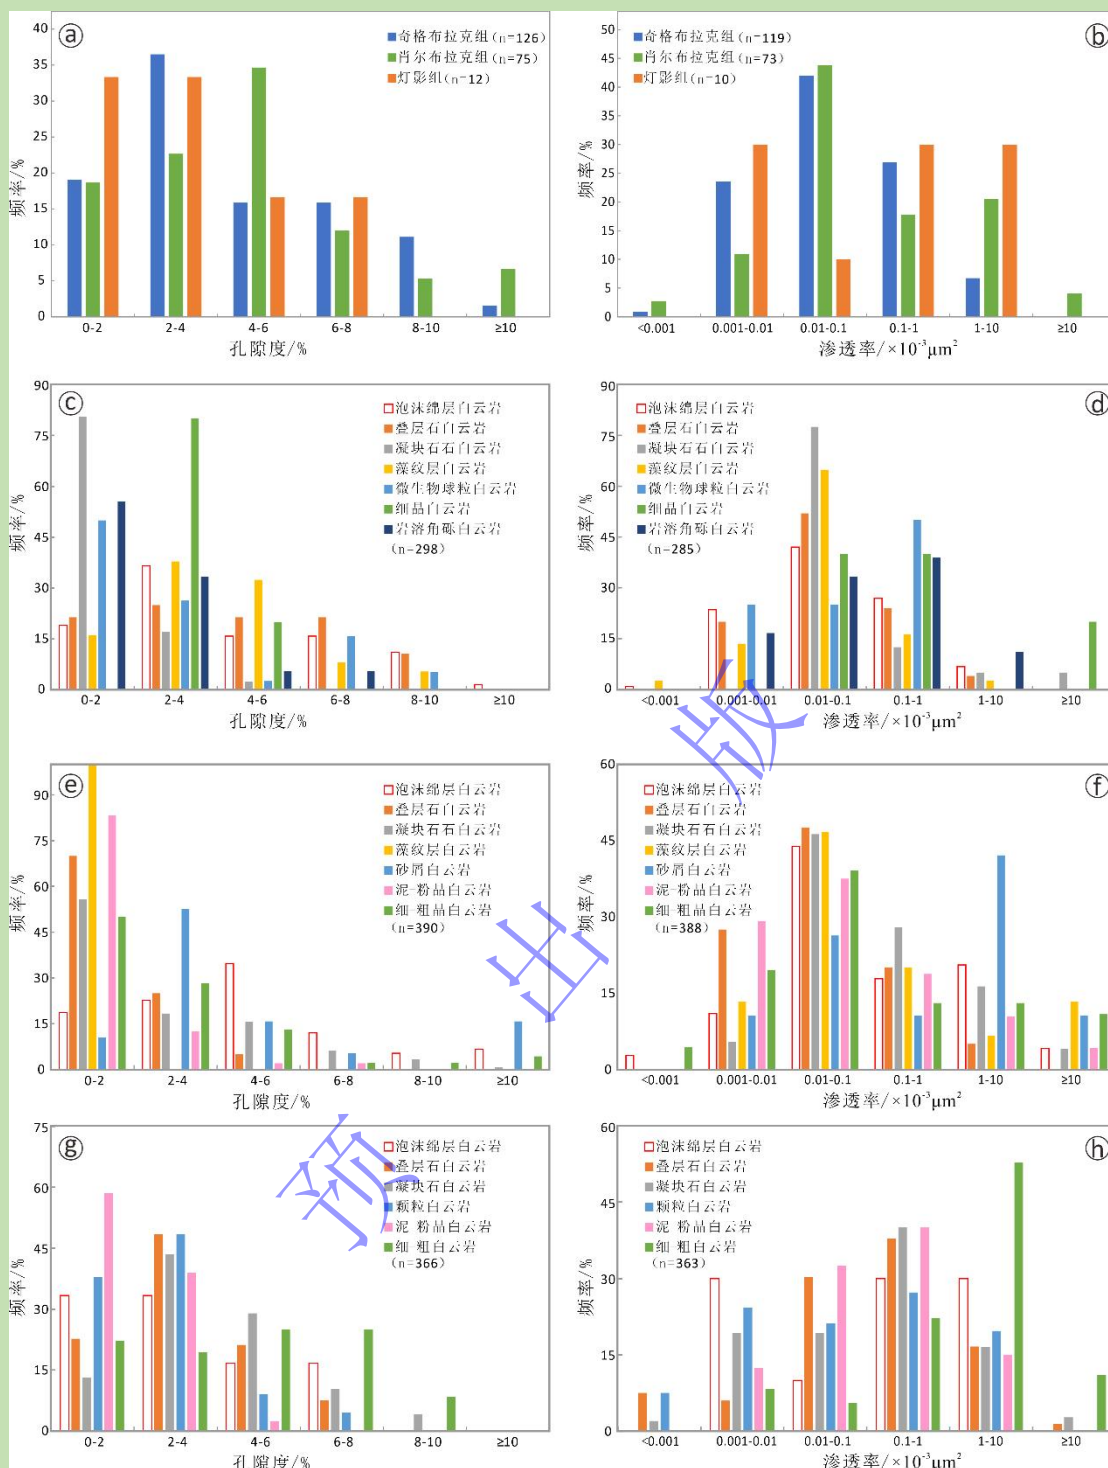 ⓐ
奇格布拉克组(n=126)
肖尔布拉克组(n=75)
灯影组(n-12)
频率/%
40
35
30
25
20
15
10
5
0
0-2 2-4 4-6 6-8 8-10 ≥10
孔隙度/%
ⓑ
奇格布拉克组(n-119)
肖尔布拉克组(n-73)
灯影组(n-10)
频率/%
50
45
40
35
30
25
20
15
10
5
0
<0.001 0.001-0.01 0.01-0.1 0.1-1 1-10 ≥10
渗透率/×10⁻³μm²
ⓒ
泡沫绵层白云岩
叠层石白云岩
凝块石石白云岩
藻纹层白云岩
微生物球粒白云岩
细晶白云岩
岩溶角砾白云岩
(n-298)
频率/%
90
75
60
45
30
15
0
0-2 2-4 4-6 6-8 8-10 ≥10
孔隙度/%
ⓓ
泡沫绵层白云岩
叠层石白云岩
凝块石石白云岩
藻纹层白云岩
微生物球粒白云岩
细晶白云岩
岩溶角砾白云岩
(n-285)
频率/%
90
75
60
45
30
15
0
<0.001 0.001-0.01 0.01-0.1 0.1-1 1-10 ≥10
渗透率/×10⁻³μm²
ⓔ
泡沫绵层白云岩
叠层石白云岩
凝块石石白云岩
藻纹层白云岩
砂屑白云岩
泥-粉晶白云岩
细-粗晶白云岩
(n=390)
频率/%
90
75
60
45
30
15
0
0-2 2-4 4-6 6-8 8-10 ≥10
孔隙度/%
ⓕ
泡沫绵层白云岩
叠层石白云岩
凝块石石白云岩
藻纹层白云岩
砂屑白云岩
泥-粉晶白云岩
细-粗晶白云岩
(n=388)
频率/%
60
45
30
15
0
<0.001 0.001-0.01 0.01-0.1 0.1-1 1-10 ≥10
渗透率/×10⁻³μm²
ⓖ
泡沫绵层白云岩
叠层石白云岩
凝块石白云岩
颗粒白云岩
泥 粉晶白云岩
细 粗白云岩
(n=366)
频率/%
75
60
45
30
15
0
0-2 2-4 4-6 6-8 8-10 ≥10
孔隙度/%
ⓗ
泡沫绵层白云岩
叠层石白云岩
凝块石白云岩
颗粒白云岩
泥 粉晶白云岩
细 粗白云岩
(n=363)
频率/%
60
45
30
15
0
<0.001 0.001-0.01 0.01-0.1 0.1-1 1-10 ≥10
渗透率/×10⁻³μm²
预出版